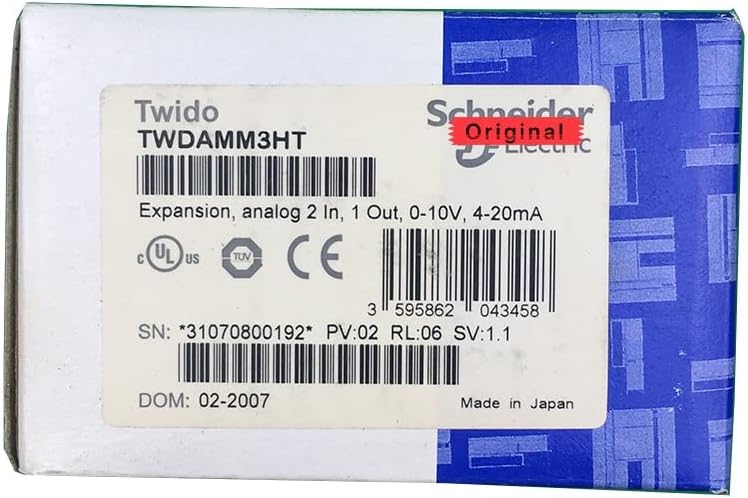 Twido
TWDAMM3HT
Schneider
Original
Electric
Expansion, analog 2 In, 1 Out, 0-10V, 4-20mA
C UL US
TUV
CE
3 595862 043458
SN: *31070800192* PV:02 RL:06 SV:1.1
DOM: 02-2007
Made in Japan